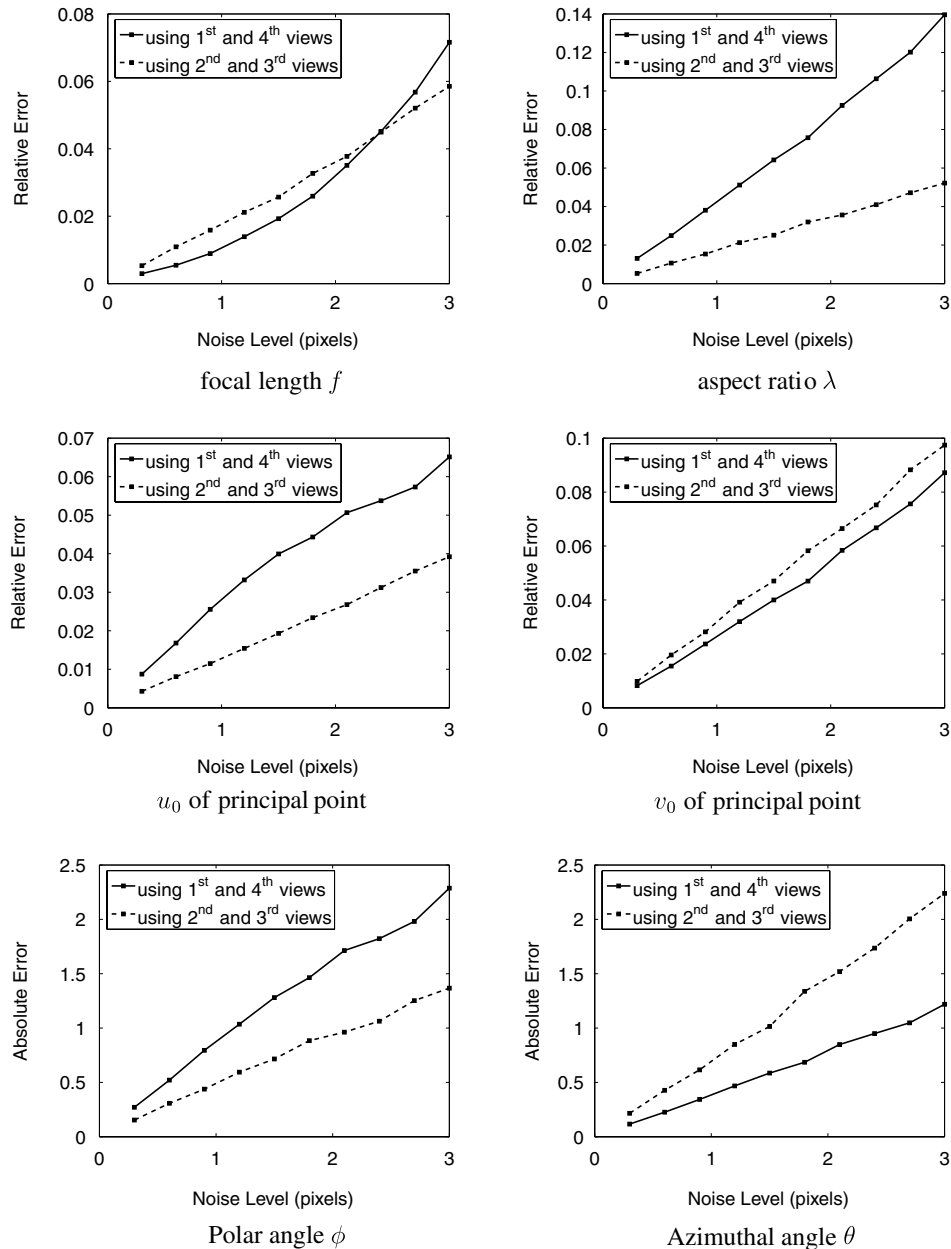 0.08
0.06
0.04
0.02
0
using 1st and 4th views
using 2nd and 3rd views
Relative Error
0 1 2 3
Noise Level (pixels)
focal length f
0.14
0.12
0.1
0.08
0.06
0.04
0.02
0
using 1st and 4th views
using 2nd and 3rd views
Relative Error
0 1 2 3
Noise Level (pixels)
aspect ratio λ
0.07
0.06
0.05
0.04
0.03
0.02
0.01
0
using 1st and 4th views
using 2nd and 3rd views
Relative Error
0 1 2 3
Noise Level (pixels)
u0 of principal point
0.1
0.08
0.06
0.04
0.02
0
using 1st and 4th views
using 2nd and 3rd views
Relative Error
0 1 2 3
Noise Level (pixels)
v0 of principal point
2.5
2
1.5
1
0.5
0
using 1st and 4th views
using 2nd and 3rd views
Absolute Error
0 1 2 3
Noise Level (pixels)
Polar angle ϕ
2.5
2
1.5
1
0.5
0
using 1st and 4th views
using 2nd and 3rd views
Absolute Error
0 1 2 3
Noise Level (pixels)
Azimuthal angle θ